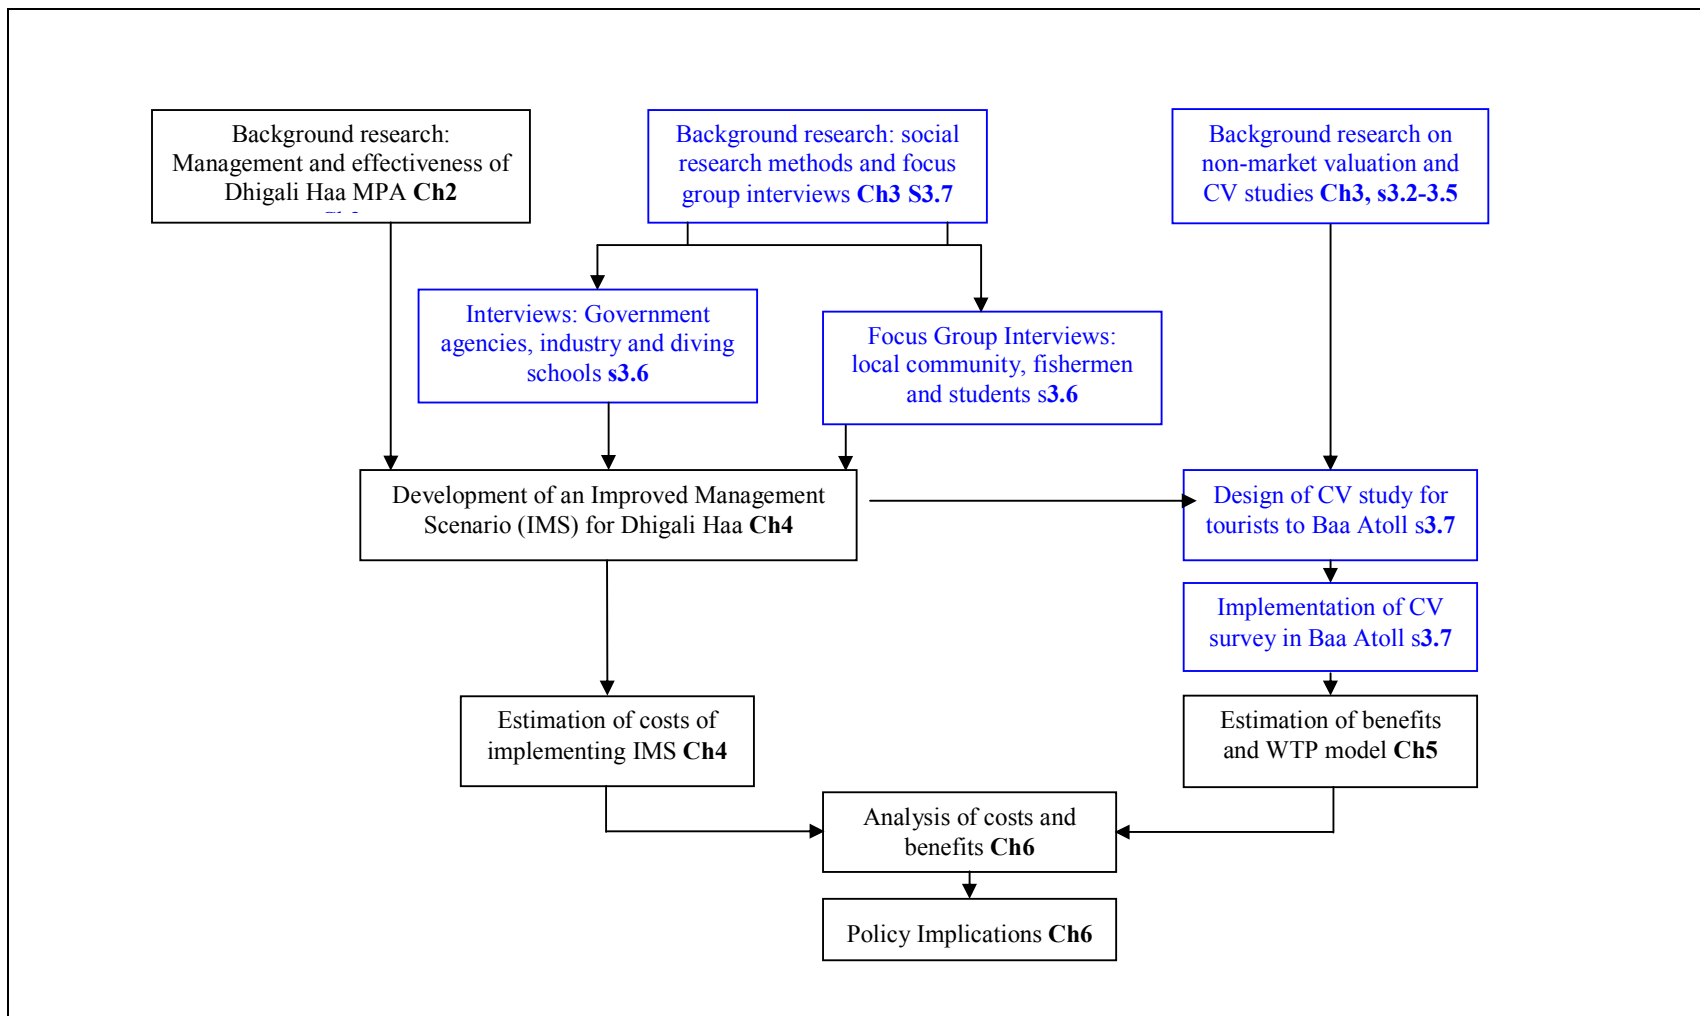 Background research:
Management and effectiveness of
Dhigali Haa MPA Ch2
Background research: social
research methods and focus
group interviews Ch3 S3.7
Background research on
non-market valuation and
CV studies Ch3, s3.2-3.5
Interviews: Government
agencies, industry and diving
schools s3.6
Focus Group Interviews:
local community, fishermen
and students s3.6
Development of an Improved Management
Scenario (IMS) for Dhigali Haa Ch4
Design of CV study for
tourists to Baa Atoll s3.7
Implementation of CV
survey in Baa Atoll s3.7
Estimation of costs of
implementing IMS Ch4
Estimation of benefits
and WTP model Ch5
Analysis of costs and
benefits Ch6
Policy Implications Ch6